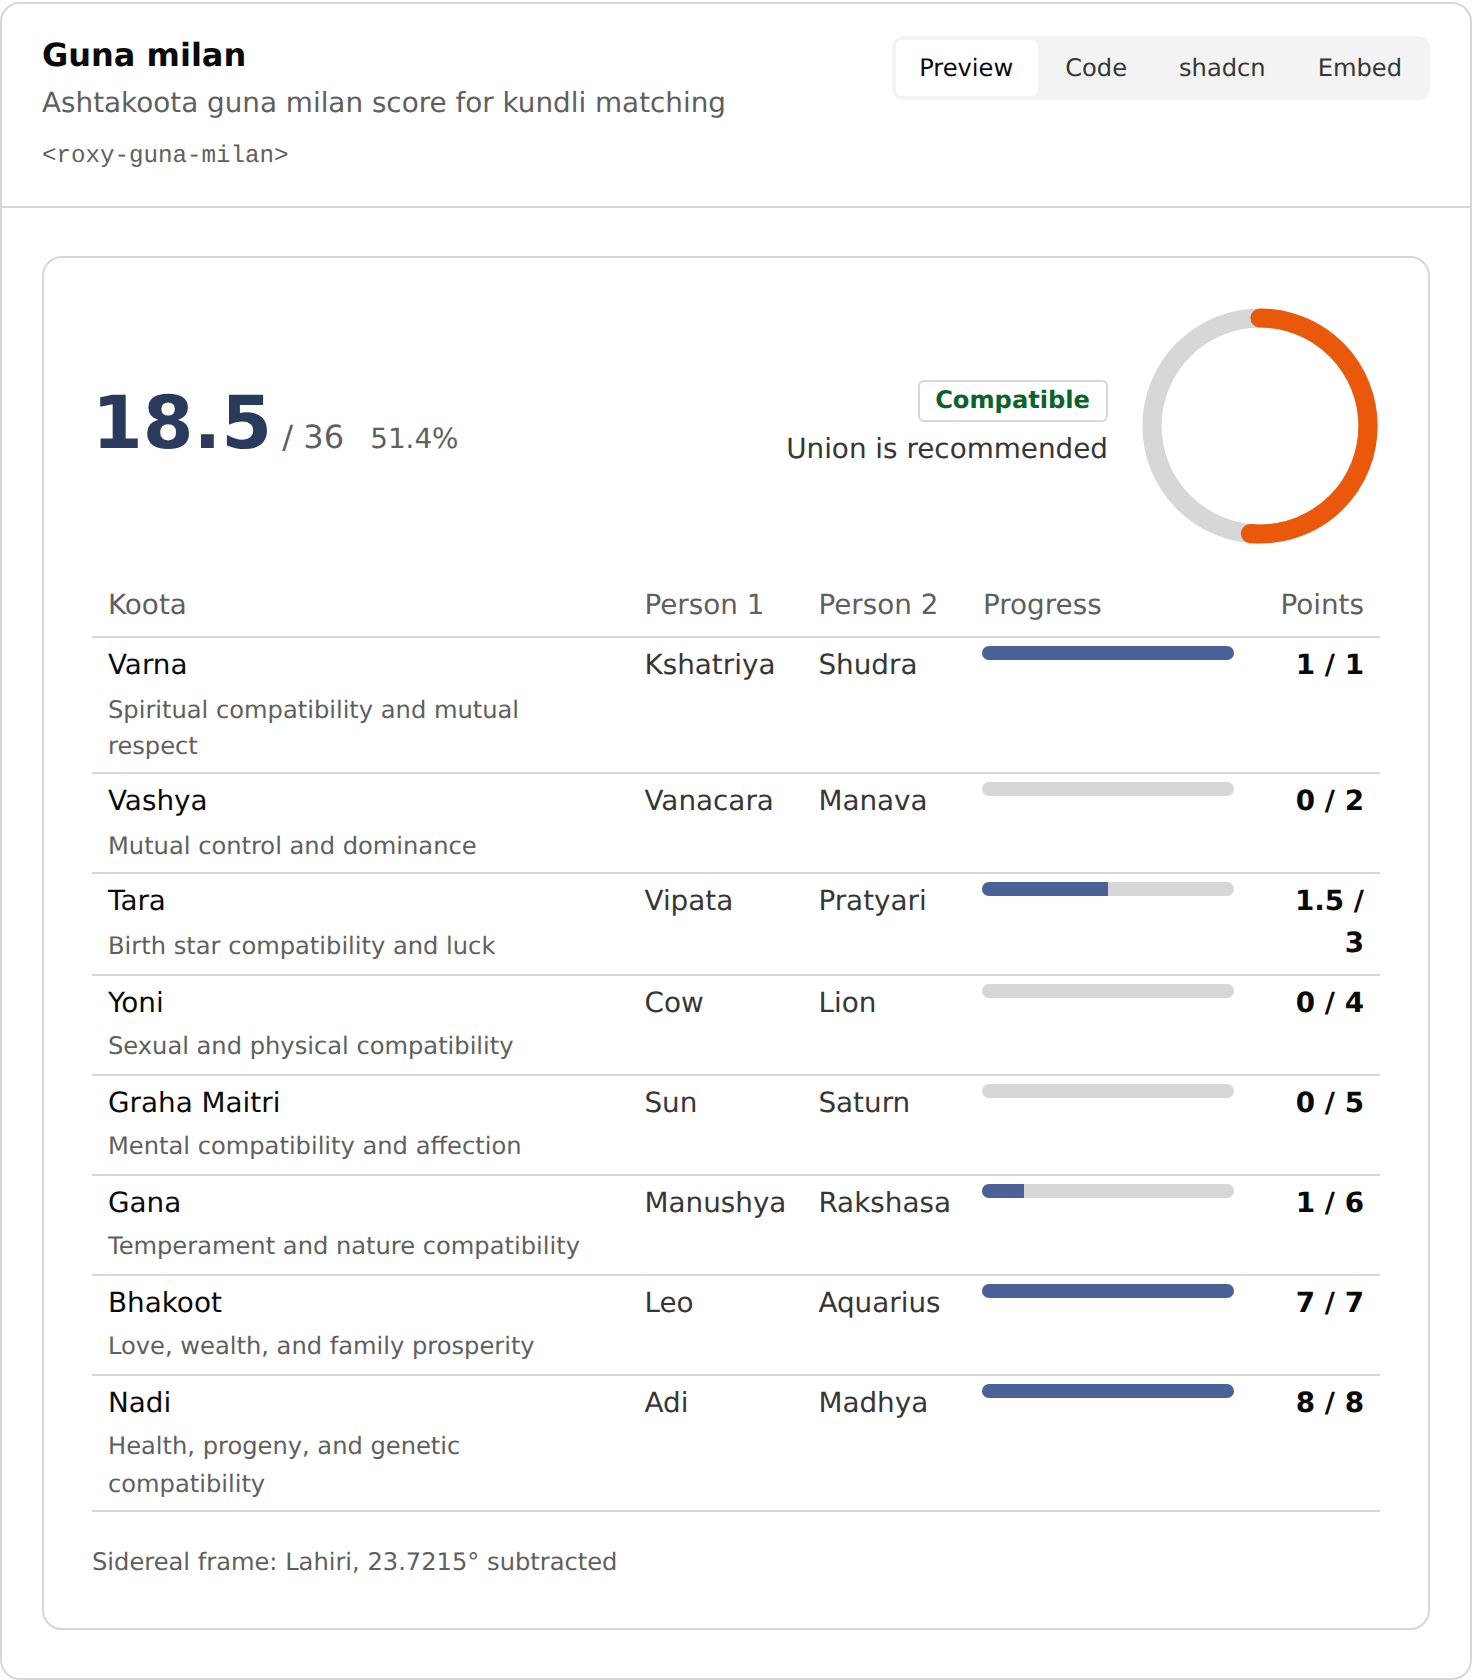 Guna milan
Ashtakoota guna milan score for kundli matching
<roxy-guna-milan>
Preview Code shadcn Embed
18.5 / 36 51.4%
Compatible
Union is recommended
Koota Person 1 Person 2 Progress Points
Varna Kshatriya Shudra 1 / 1
Spiritual compatibility and mutual
respect
Vashya Vanacara Manava 0 / 2
Mutual control and dominance
Tara Vipata Pratyari 1.5 /
3
Birth star compatibility and luck
Yoni Cow Lion 0 / 4
Sexual and physical compatibility
Graha Maitri Sun Saturn 0 / 5
Mental compatibility and affection
Gana Manushya Rakshasa 1 / 6
Temperament and nature compatibility
Bhakoot Leo Aquarius 7 / 7
Love, wealth, and family prosperity
Nadi Adi Madhya 8 / 8
Health, progeny, and genetic
compatibility
Sidereal frame: Lahiri, 23.7215° subtracted